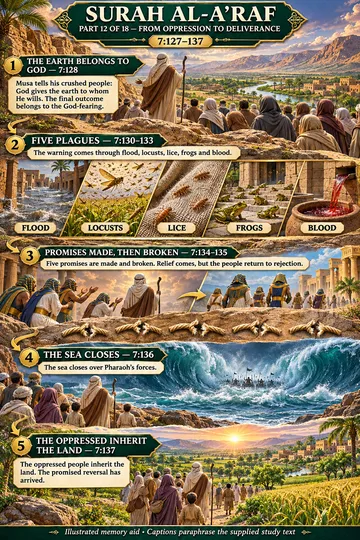 SURAH AL-A'RAF
PART 12 OF 18 — FROM OPPRESSION TO DELIVERANCE
7:127–137
1
THE EARTH BELONGS TO
GOD — 7:128
Musa tells his crushed people:
God gives the earth to whom
He wills. The final outcome
belongs to the God-fearing.
2
FIVE PLAGUES — 7:130–133
The warning comes through flood, locusts, lice, frogs and blood.
FLOOD
LOCUSTS
LICE
FROGS
BLOOD
3
PROMISES MADE, THEN BROKEN — 7:134–135
Five promises are made and broken. Relief comes, but the people return to rejection.
4
THE SEA CLOSES — 7:136
The sea closes over Pharaoh's forces.
5
THE OPPRESSED INHERIT
THE LAND — 7:137
The oppressed people inherit the
land. The promised reversal has
arrived.
Illustrated memory aid • Captions paraphrase the supplied study text